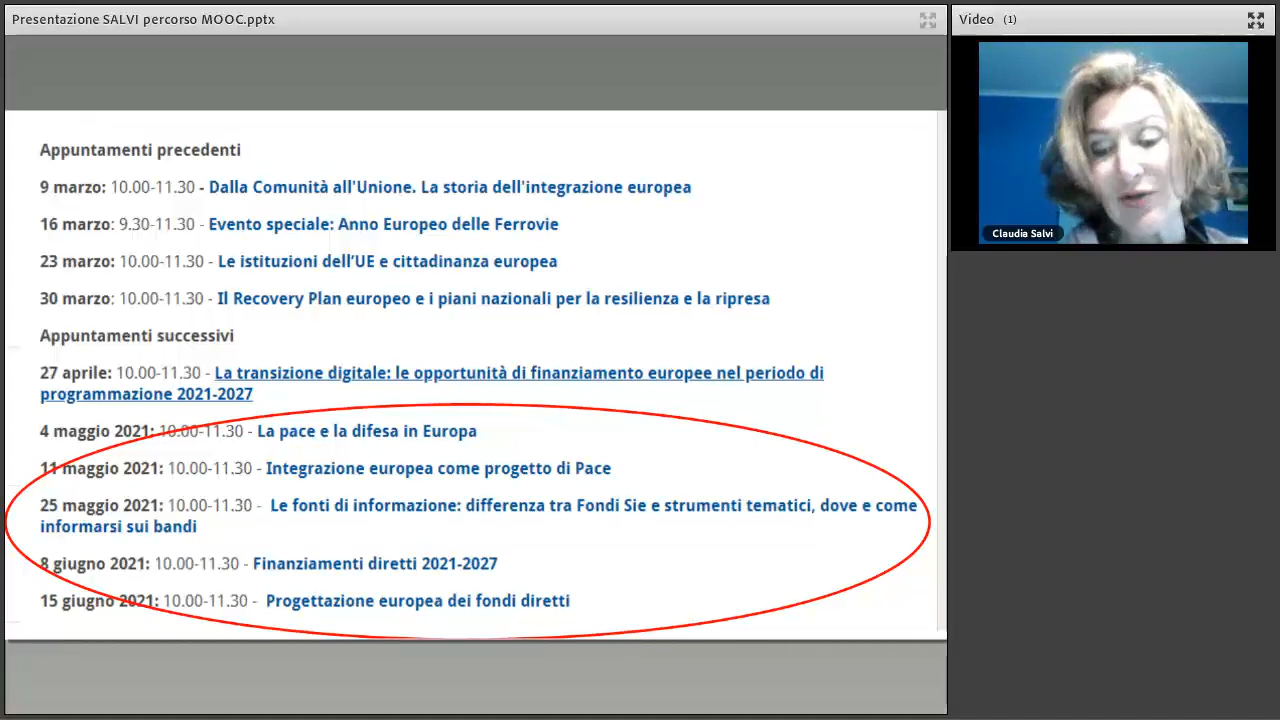 Presentazione SALVI percorso MOOC.pptx
Video (1)
Appuntamenti precedenti
9 marzo: 10.00-11.30 - Dalla Comunità all'Unione. La storia dell'integrazione europea
16 marzo: 9.30-11.30 - Evento speciale: Anno Europeo delle Ferrovie
23 marzo: 10.00-11.30 - Le istituzioni dell'UE e cittadinanza europea
30 marzo: 10.00-11.30 - Il Recovery Plan europeo e i piani nazionali per la resilienza e la ripresa
Appuntamenti successivi
27 aprile: 10.00-11.30 - La transizione digitale: le opportunità di finanziamento europee nel periodo di
programmazione 2021-2027
4 maggio 2021: 10.00-11.30 - La pace e la difesa in Europa
11 maggio 2021: 10.00-11.30 - Integrazione europea come progetto di Pace
25 maggio 2021: 10.00-11.30 - Le fonti di informazione: differenza tra Fondi Sie e strumenti tematici, dove e come
informarsi sui bandi
8 giugno 2021: 10.00-11.30 - Finanziamenti diretti 2021-2027
15 giugno 2021: 10.00-11.30 - Progettazione europea dei fondi diretti
Claudia Salvi